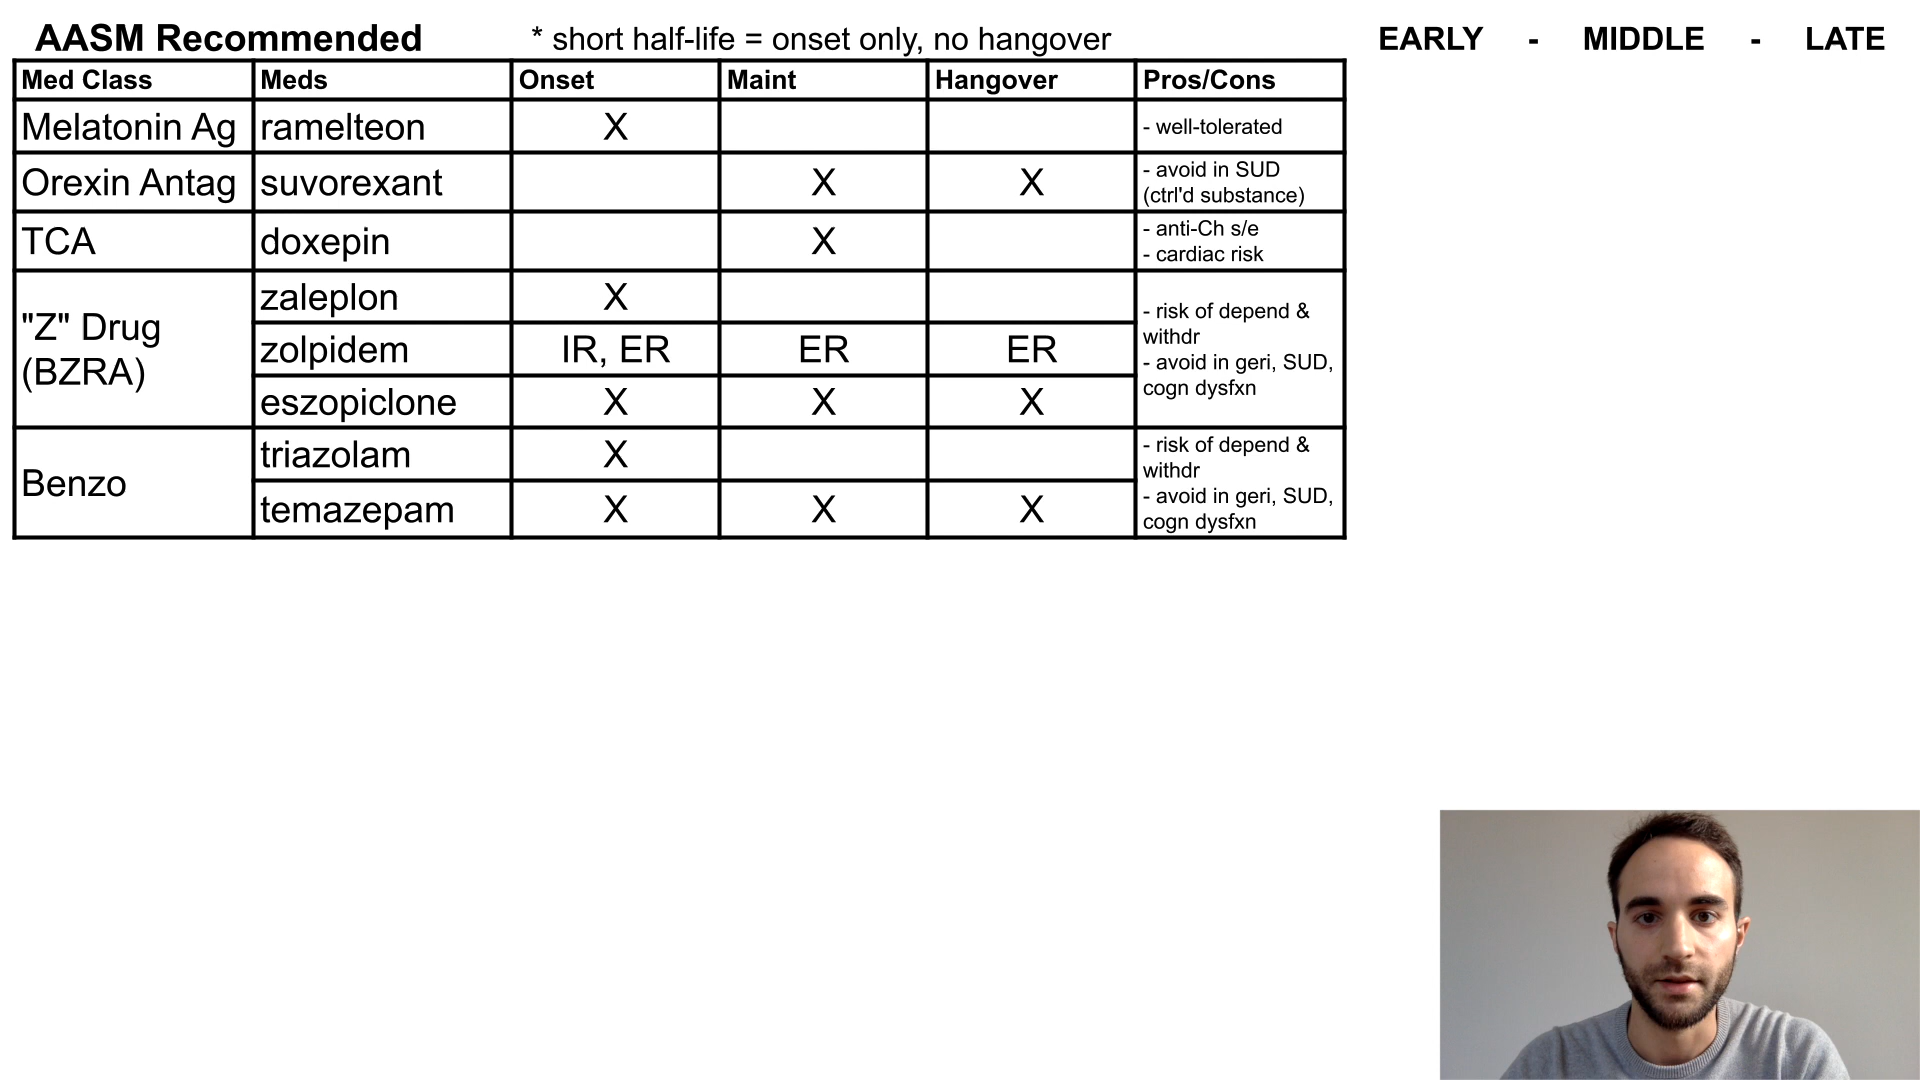 AASM Recommended
* short half-life = onset only, no hangover
EARLY - MIDDLE - LATE
Med Class Meds Onset Maint Hangover Pros/Cons
Melatonin Ag ramelteon X - well-tolerated
Orexin Antag suvorexant X X - avoid in SUD
(ctrl'd substance)
TCA doxepin X - anti-Ch s/e
- cardiac risk
"Z" Drug
(BZRA)
zaleplon X
zolpidem IR, ER ER ER
eszopiclone X X X
- risk of depend &
withdr
- avoid in geri, SUD,
cogn dysfxn
Benzo
triazolam X
temazepam X X X
- risk of depend &
withdr
- avoid in geri, SUD,
cogn dysfxn